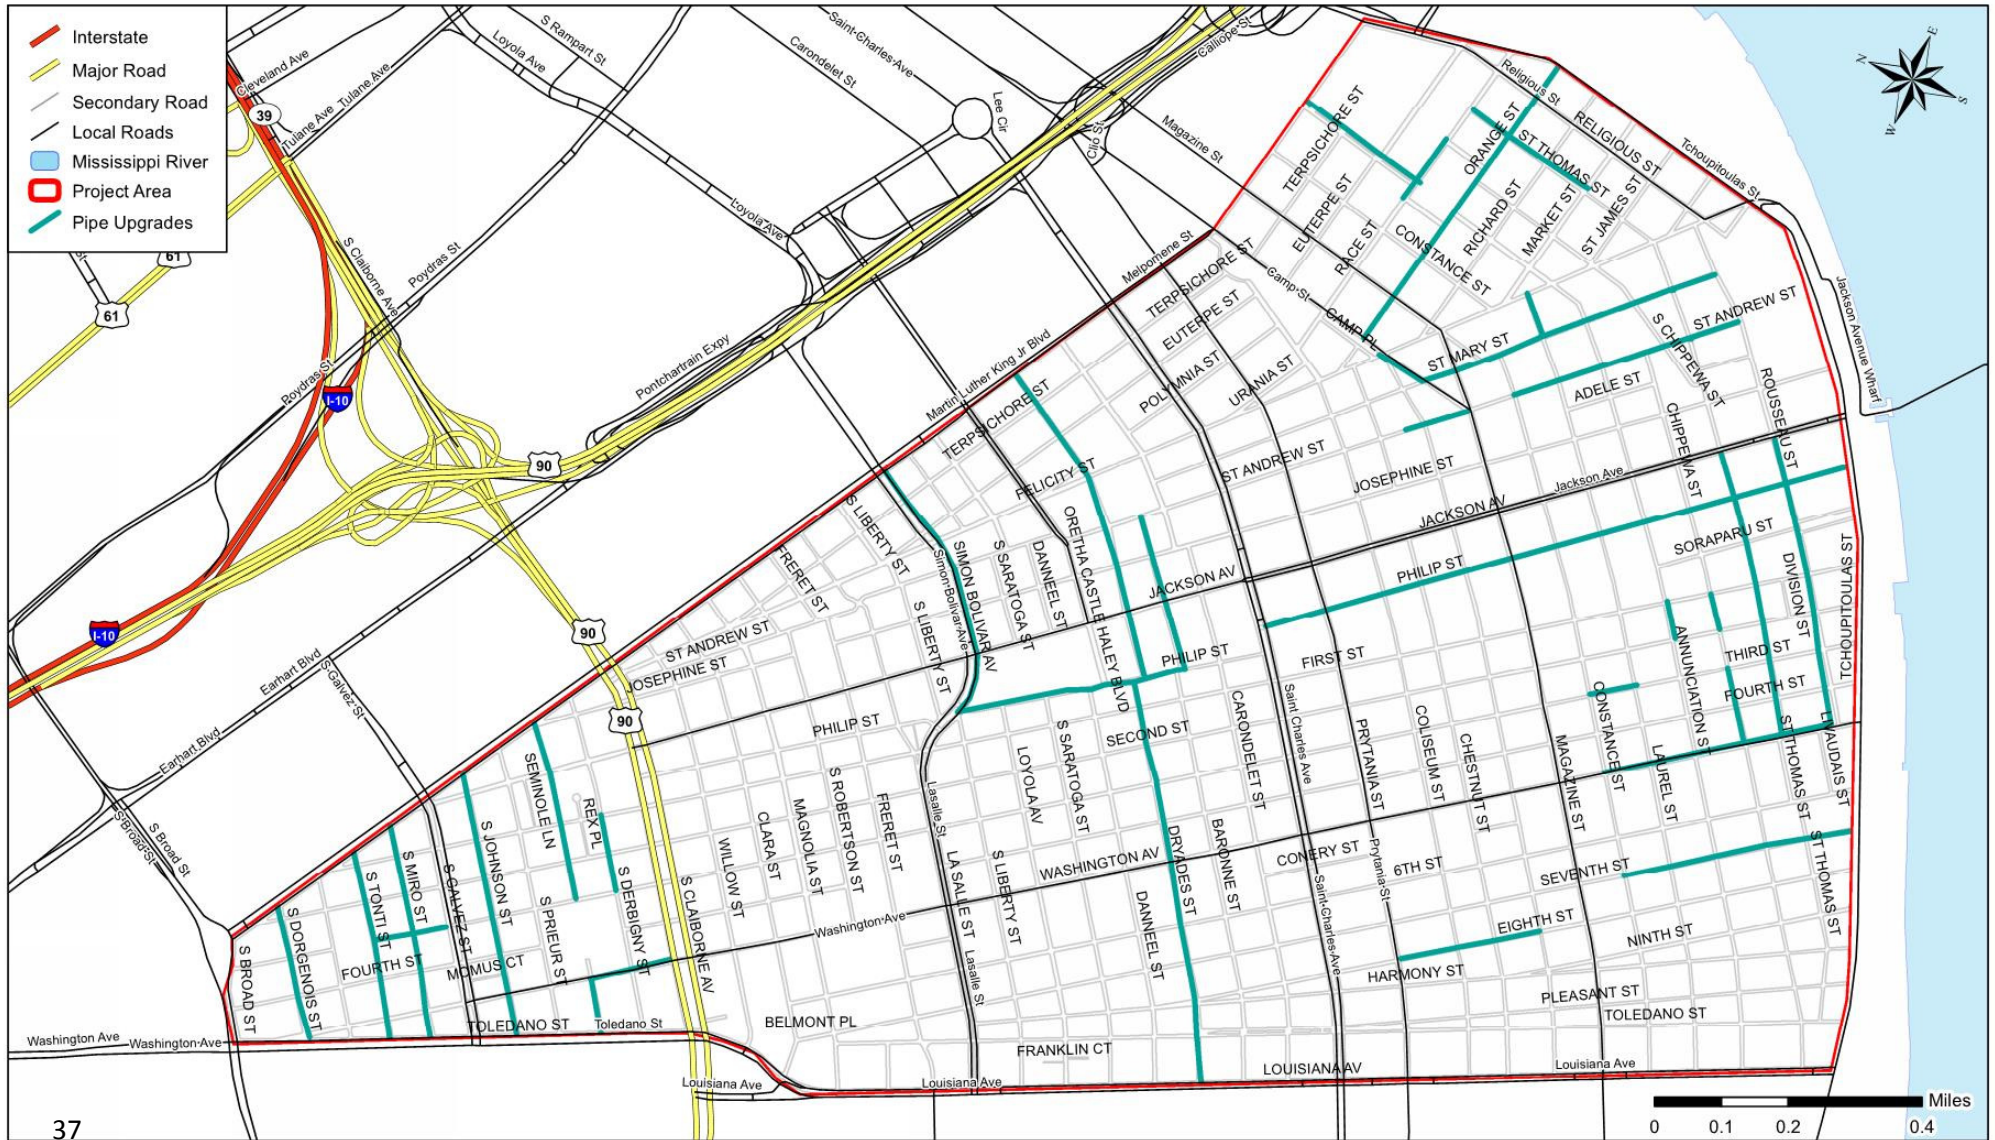 Interstate
Major Road
Secondary Road
Local Roads
Mississippi River
Project Area
Pipe Upgrades
39
Cleveland Ave
Tulane Ave
Tulane Ave
Loyola Ave
S Rampart St
Saint-Charles-Ave
Carondelet St
Lee Cir
Clio St
Calliope St
Magazine St
N
E
S
W
61
61
S Claiborne Ave
Poydras St
Poydras St
Loyola Ave
Pontchartrain Expy
I-10
90
I-10
90
90
Earhart Blvd
Earhart Blvd
S Galvez St
S Broad St
S Broad St
Melpomene St
Martin Luther King Jr Blvd
Religious St
RELIGIOUS ST
Tchoupitoulas St
TERPSICHORE ST
ORANGE ST
ST THOMAS ST
EUTERPE ST
RACE ST
CONSTANCE ST
RICHARD ST
MARKET ST
ST JAMES ST
Camp St
CAMP PL
TERPSICHORE ST
EUTERPE ST
POLYMNIA ST
URANIA ST
ST MARY ST
ST ANDREW ST
S CHIPPEWA ST
ADELE ST
ROUSSEAU ST
CHIPPEWA ST
Jackson Avenue Wharf
TERPSICHORE ST
FELICITY ST
ST ANDREW ST
JOSEPHINE ST
JACKSON AV
Jackson Ave
S LIBERTY ST
FRERET ST
Simon-Bolivar-Ave
SIMON BOLIVAR AV
S SARATOGA ST
DANNEEL ST
ORETHA CASTLE HALEY BLVD
JACKSON AV
PHILIP ST
SORAPARU ST
DIVISION ST
TCHOUPITOULAS ST
ST ANDREW ST
JOSEPHINE ST
S LIBERTY ST
PHILIP ST
FIRST ST
ANNUNCIATION ST
THIRD ST
FOURTH ST
PHILIP ST
SECOND ST
CARONDELET ST
Saint Charles Ave
PRYTANIA ST
COLISEUM ST
CHESTNUT ST
MAGAZINE ST
CONSTANCE ST
LAUREL ST
ST THOMAS ST
LIVAUDAIS ST
SEMINOLE LN
REX PL
LOYOLA AV
S SARATOGA ST
S ROBERTSON ST
FRERET ST
MAGNOLIA ST
CLARA ST
WILLOW ST
Lasalle St
S JOHNSON ST
S MIRO ST
S TONTI ST
S GALVEZ ST
S DERBIGNY ST
S PRIEUR ST
S CLAIBORNE AV
LA SALLE ST
S LIBERTY ST
WASHINGTON AV
DRYADES ST
BARONNE ST
DANNEEL ST
CONERY ST
6TH ST
SEVENTH ST
EIGHTH ST
NINTH ST
ST THOMAS ST
Prytania-St
Saint-Charles-Ave
Washington-Ave
S DORGENOIS ST
S BROAD ST
FOURTH ST
MOMUS CT
Lasalle St
HARMONY ST
PLEASANT ST
TOLEDANO ST
TOLEDANO ST
Toledano St
BELMONT PL
Washington Ave
Washington-Ave
FRANKLIN CT
LOUISIANA AV
Louisiana Ave
Louisiana Ave
Louisiana Ave
Miles
0
0.1
0.2
0.4
37